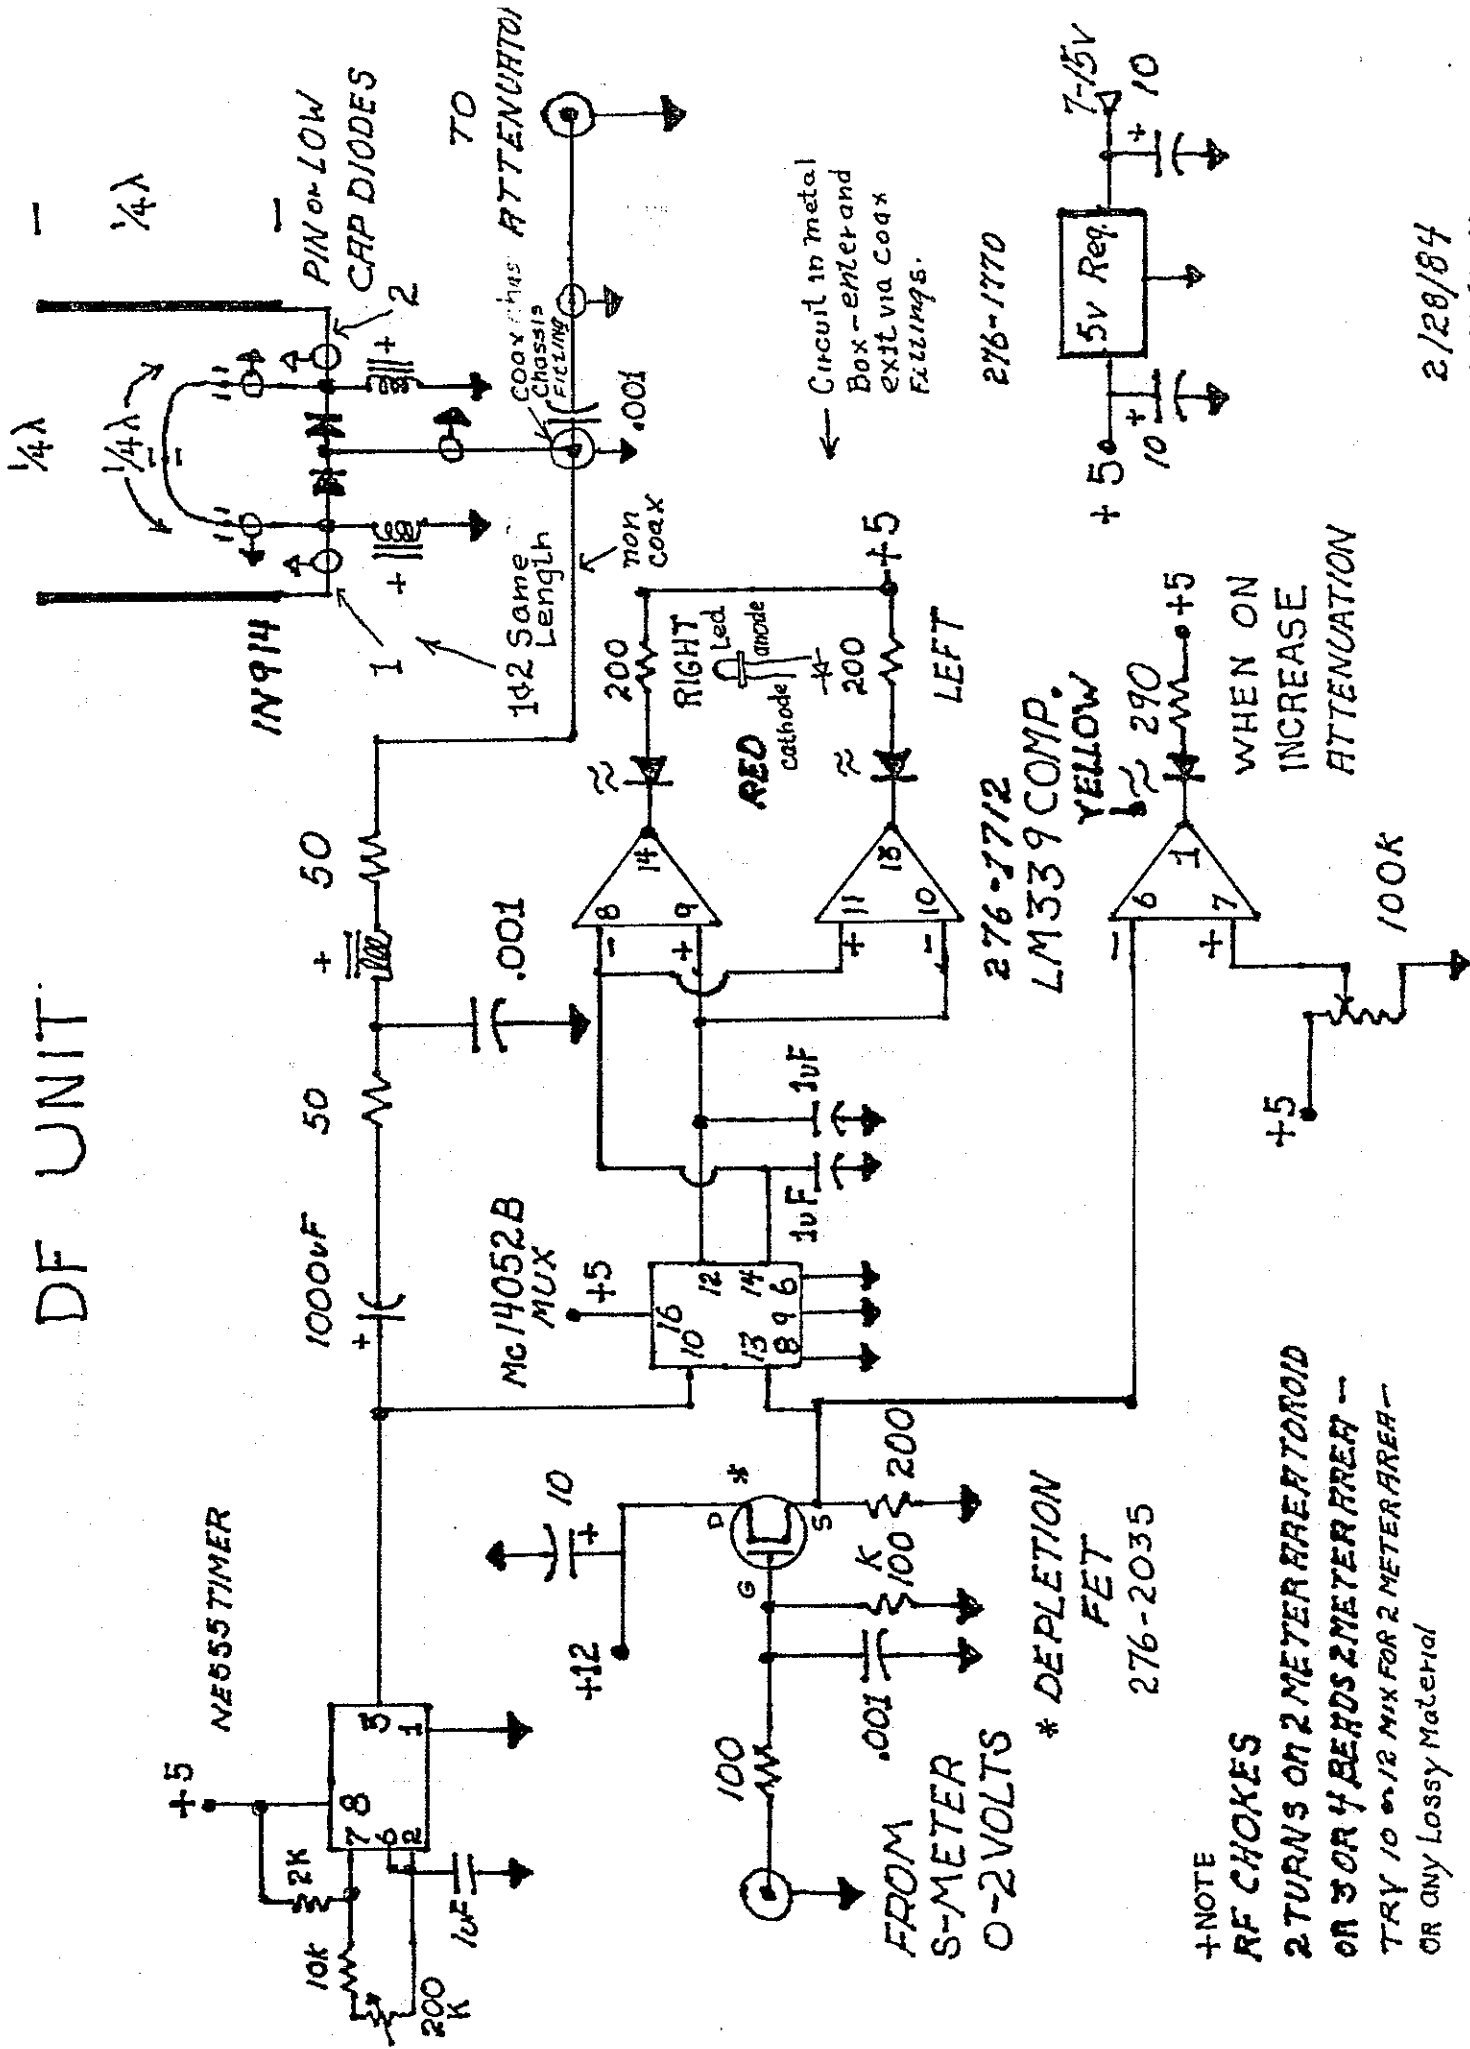 DF UNIT
NE555 TIMER
+5
8
7
6
2
3
1
2K
10K
200
K
1uF
1000uF
+
50
.001
+
50
1N914
1/4λ
1/4λ
1/4λ
PIN or LOW
CAP DIODES
1
2
+
+
1¢2 Same
Length
coax thus
Chassis
Fitting
TO
ATTENUATOR
.001
non
coax
Circuit in metal
Box-enter and
exit via Coax
Fittings.
Mc14052B
MUX
+5
16
10
12
13
14
8
9
6
1uF
1uF
8
-
9
+
14
11
+
10
-
13
200
RIGHT
Led
anode
cathode
RED
200
LEFT
+5
276-1712
LM339 COMP.
YELLOW
6
-
7
+
1
290
+5
WHEN ON
INCREASE
ATTENUATION
100K
+5
+12
10
+
D
G
S
*
100
.001
K
100
200
FROM
S-METER
0-2VOLTS
* DEPLETION
FET
276-2035
276-1770
+5
10
+
5v Reg.
7-15V
+
10
+NOTE
RF CHOKES
2 TURNS ON 2 METER AREA TOROID
OR 3 OR 4 BEADS 2 METER AREA -
TRY 10 or 12 MIX FOR 2 METER AREA -
OR any Lossy Material
2/28/84